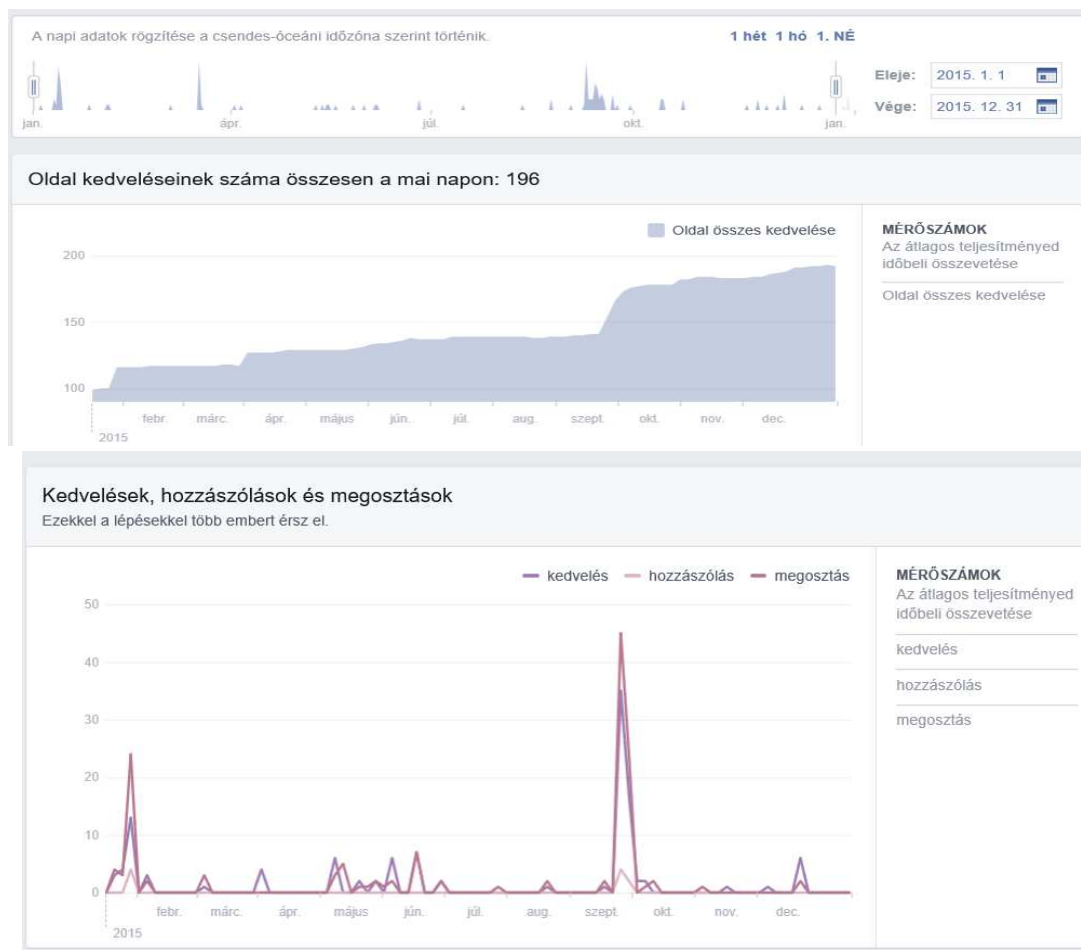 A napi adatok rögzítése a csendes-óceáni időzóna szerint történik.
1 hét 1 hó 1. NÉ
Eleje: 2015. 1. 1
Vége: 2015. 12. 31
jan. ápr. júl. okt. jan.
Oldal kedveléseinek száma összesen a mai napon: 196
Oldal összes kedvelése
200
150
100
febr. márc. ápr. május jún. júl. aug. szept. okt. nov. dec.
2015
MÉRŐSZÁMOK
Az átlagos teljesítményed
időbeli összevetése
Oldal összes kedvelése
Kedvelések, hozzászólások és megosztások
Ezekkel a lépésekkel több embert érsz el.
kedvelés hozzászólás megosztás
50
40
30
20
10
0
febr. márc. ápr. május jún. júl. aug. szept. okt. nov. dec.
2015
MÉRŐSZÁMOK
Az átlagos teljesítményed
időbeli összevetése
kedvelés
hozzászólás
megosztás